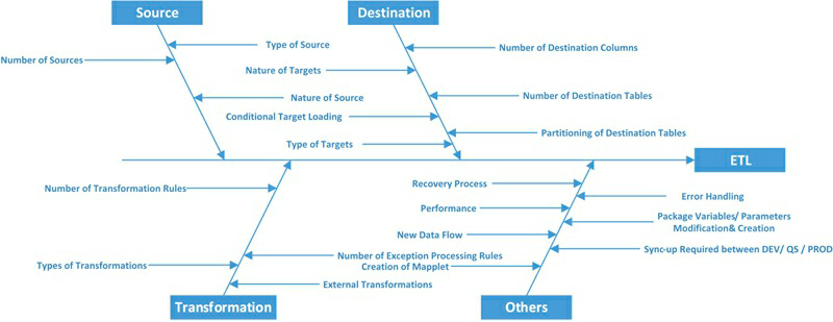 Source
Destination
Type of Source
Number of Destination Columns
Number of Sources
Nature of Targets
Nature of Source
Number of Destination Tables
Conditional Target Loading
Partitioning of Destination Tables
Type of Targets
ETL
Number of Transformation Rules
Recovery Process
Error Handling
Performance
Package Variables/ Parameters
Modification& Creation
New Data Flow
Sync-up Required between DEV/ QS / PROD
Number of Exception Processing Rules
Types of Transformations
Creation of Mapplet
External Transformations
Transformation
Others